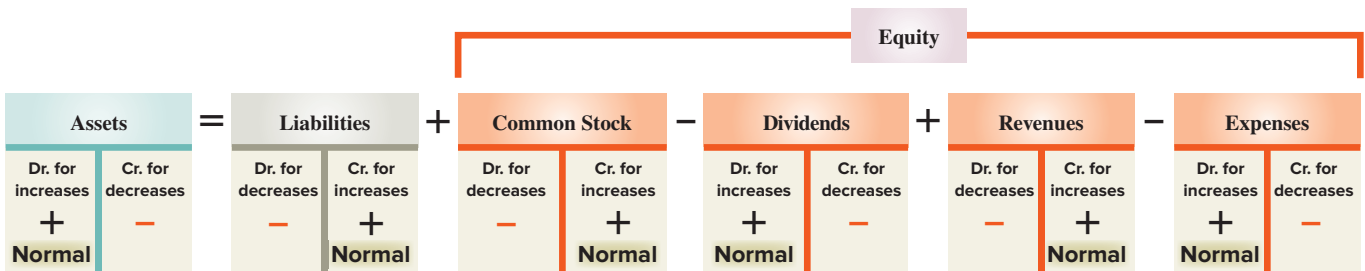 Equity
Assets = Liabilities + Common Stock − Dividends + Revenues − Expenses
Dr. for increases
+
Normal
Cr. for decreases
−
Dr. for decreases
−
Cr. for increases
+
Normal
Dr. for decreases
−
Cr. for increases
+
Normal
Dr. for increases
+
Normal
Cr. for decreases
−
Dr. for decreases
−
Cr. for increases
+
Normal
Dr. for increases
+
Normal
Cr. for decreases
−